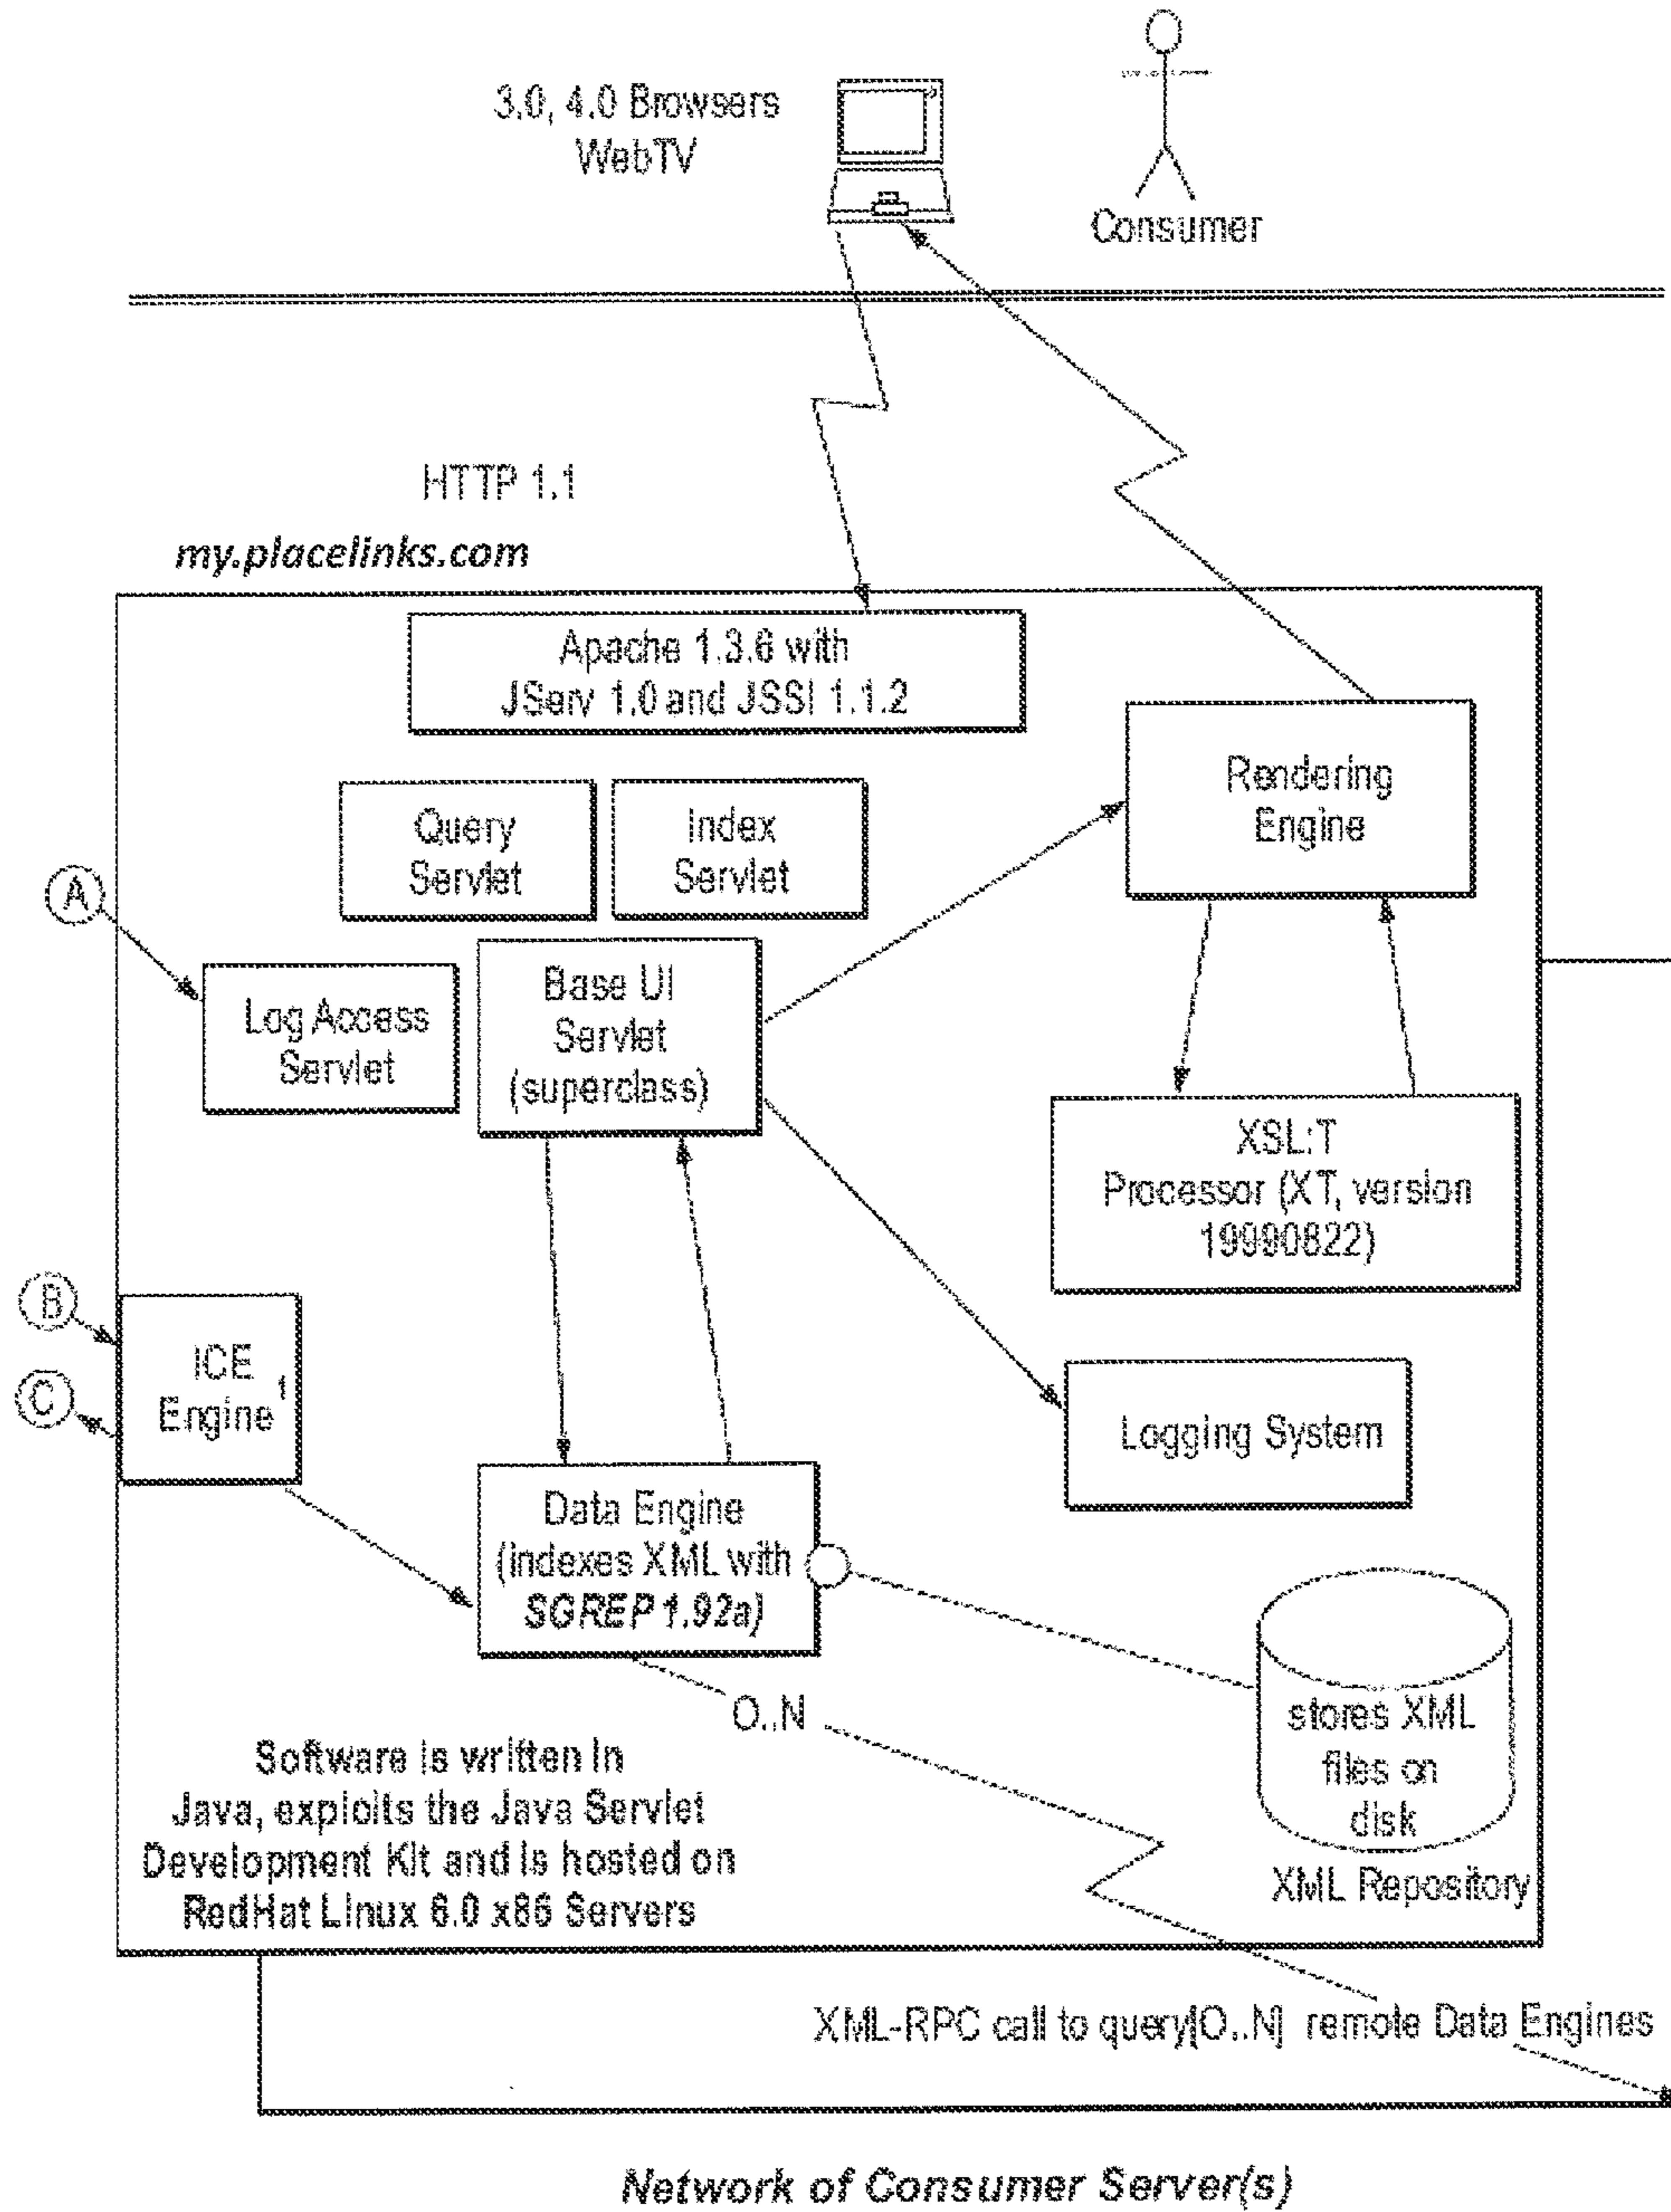 3.0, 4.0 Browsers
WebTV
Consumer
HTTP 1.1
my.placelinks.com
Apache 1.3.6 with
JServ 1.0 and JSSI 1.1.2
Rendering
Engine
Query
Servlet
Index
Servlet
A
Log Access
Servlet
Base UI
Servlet
(superclass)
XSL:T
Processor (XT, version
19990822)
B
C
ICE
Engine 1
Logging System
Data Engine
(indexes XML with
SGREP 1.92a)
O..N
stores XML
files on
disk
XML Repository
Software is written in
Java, exploits the Java Servlet
Development Kit and is hosted on
RedHat Linux 6.0 x86 Servers
XML-RPC call to query[O..N] remote Data Engines
Network of Consumer Server(s)